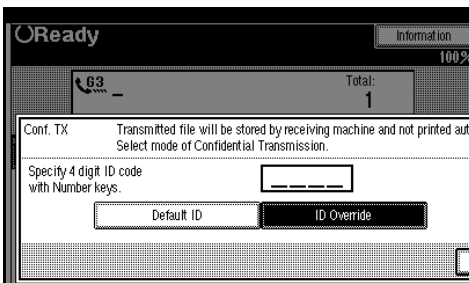 Ready
Information
100%
G3 _
Total:
1
Conf. TX
Transmitted file will be stored by receiving machine and not printed aut
Select mode of Confidential Transmission.
Specify 4 digit ID code
with Number keys.
_ _ _ _
Default ID
ID Override